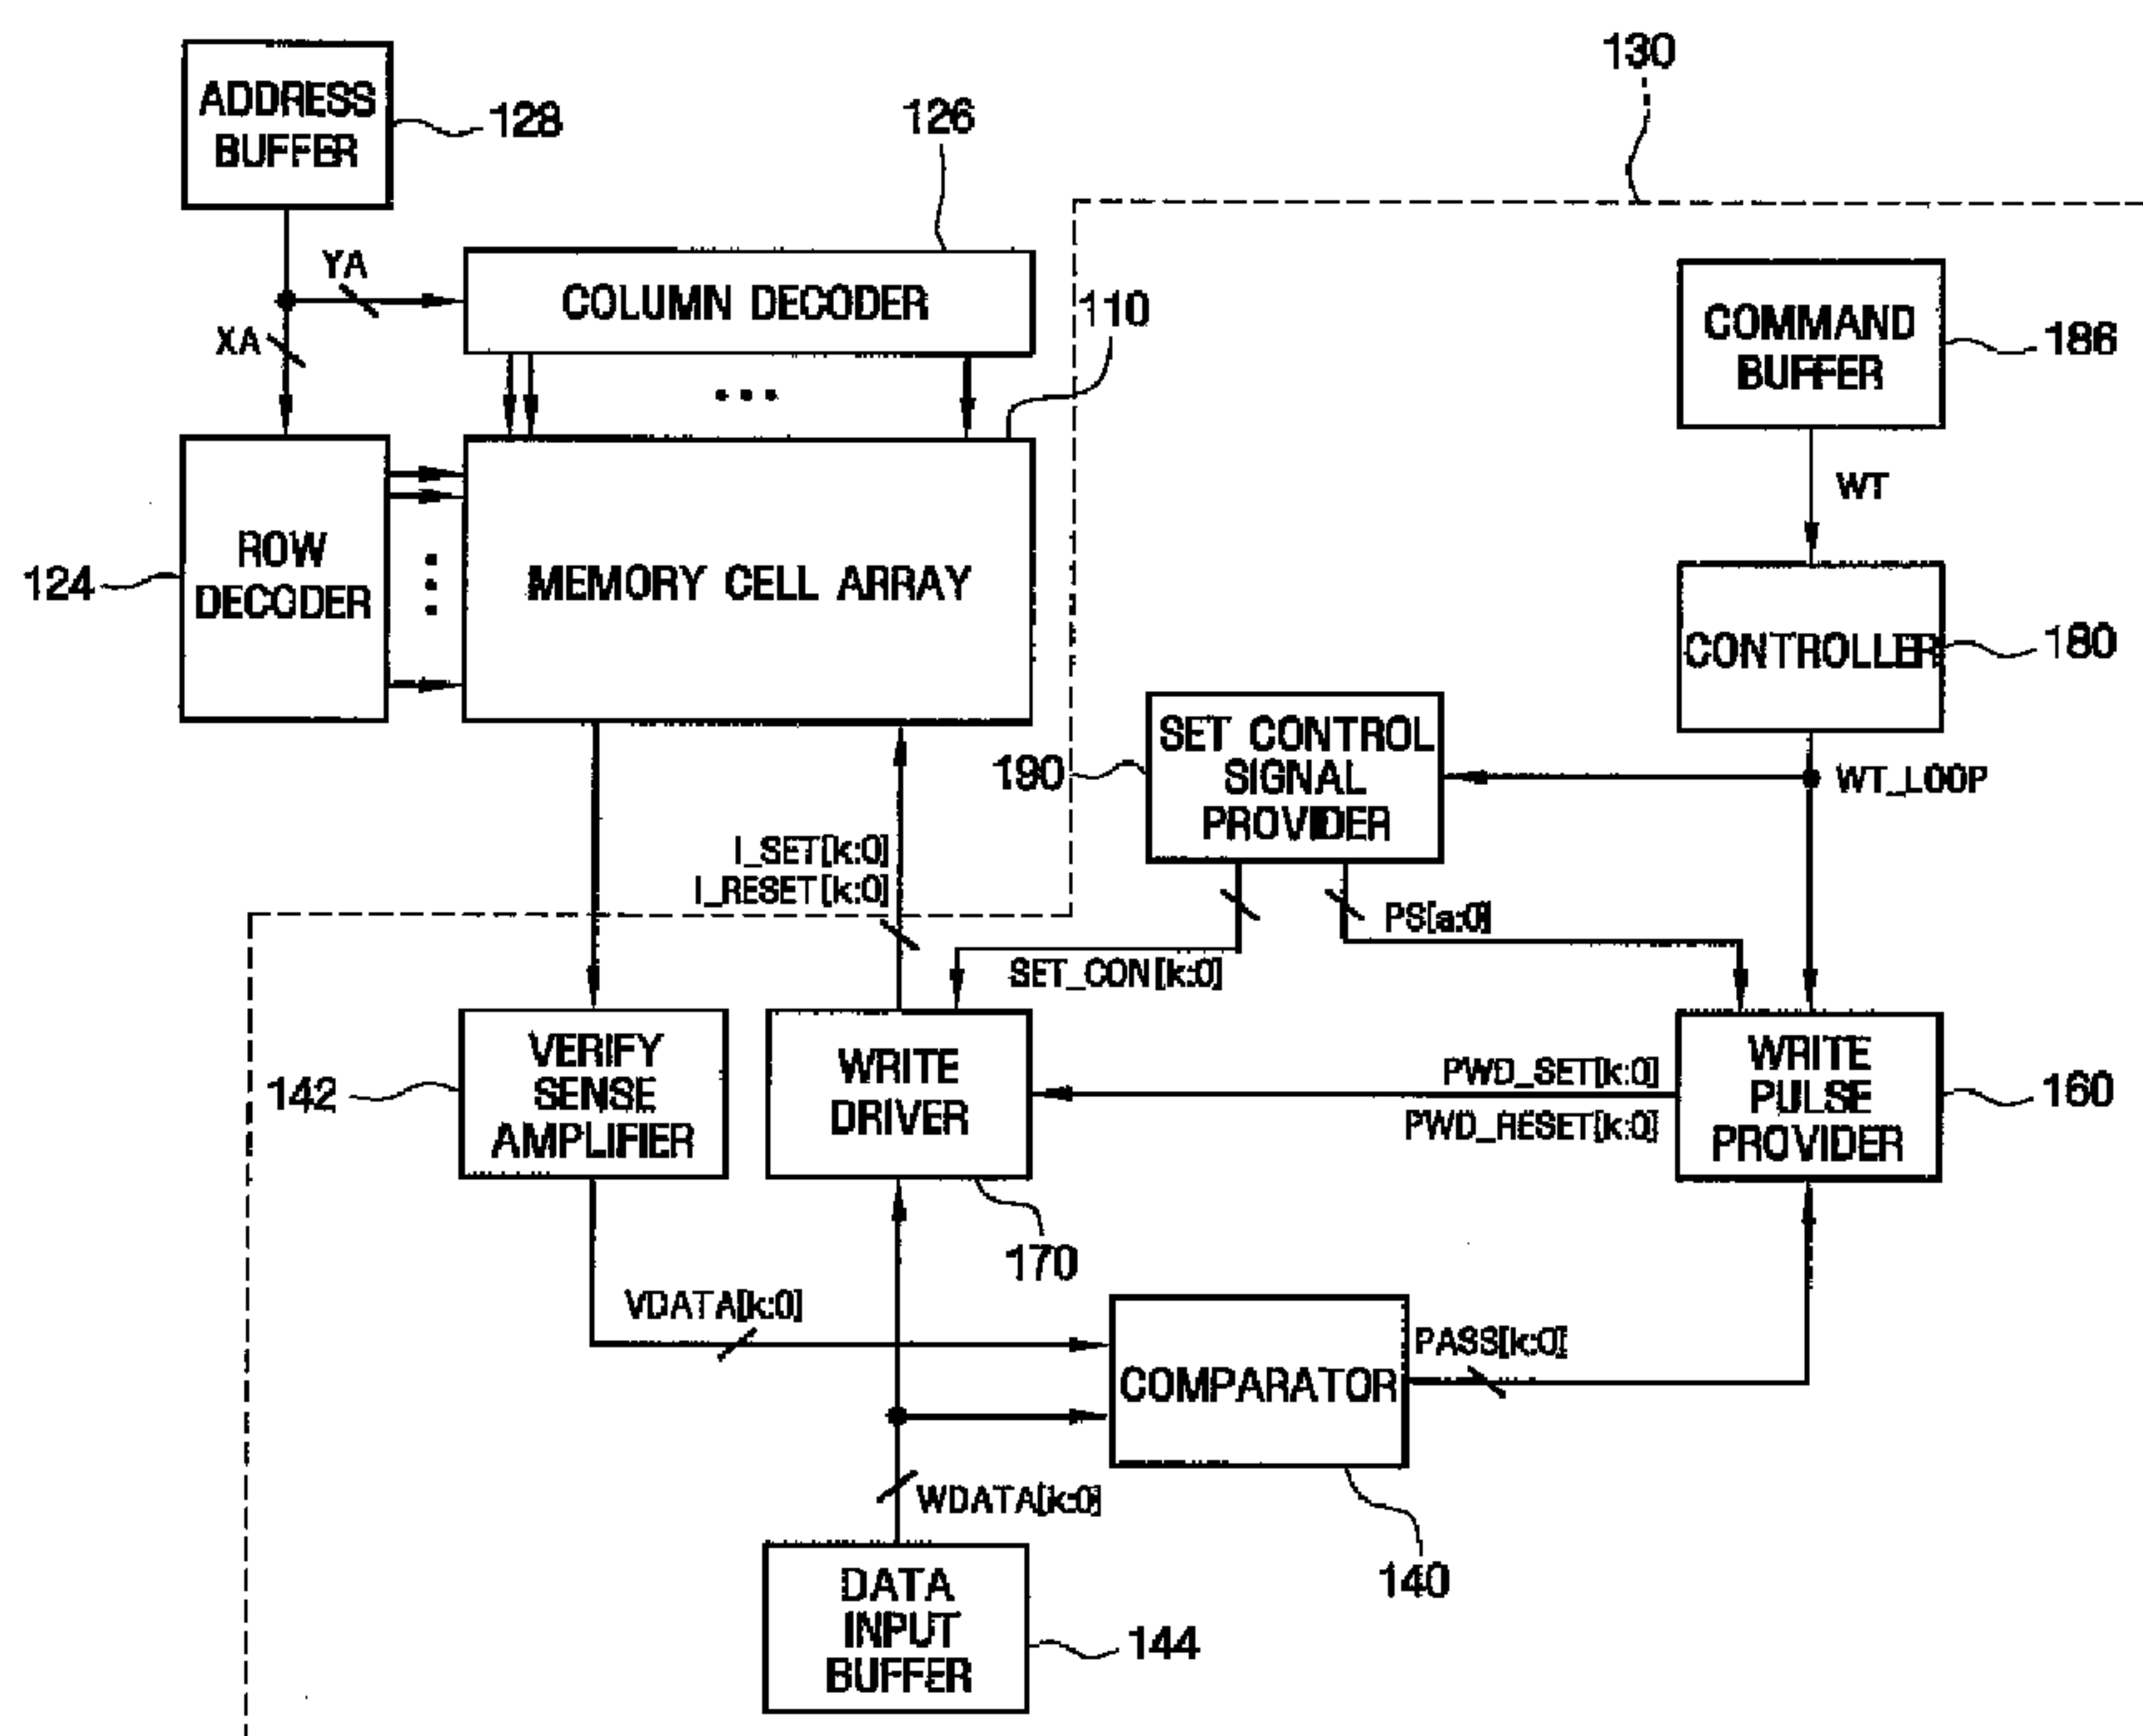 130
ADDRESS
BUFFER
128
126
YA
XA
COLUMN DECODER
110
COMMAND
BUFFER
186
WT
ROW
DECODER
124
MEMORY CELL ARRAY
CONTROLLER
180
SET CONTROL
SIGNAL
PROVIDER
190
WT_LOOP
I_SET[k:0]
I_RESET[k:0]
PS[a:0]
SET_CON[k:0]
VERIFY
SENSE
AMPLIFIER
142
WRITE
DRIVER
170
PWD_SET[k:0]
PWD_RESET[k:0]
WRITE
PULSE
PROVIDER
160
VDATA[k:0]
COMPARATOR
PASS[k:0]
140
WDATA[k:0]
DATA
INPUT
BUFFER
144